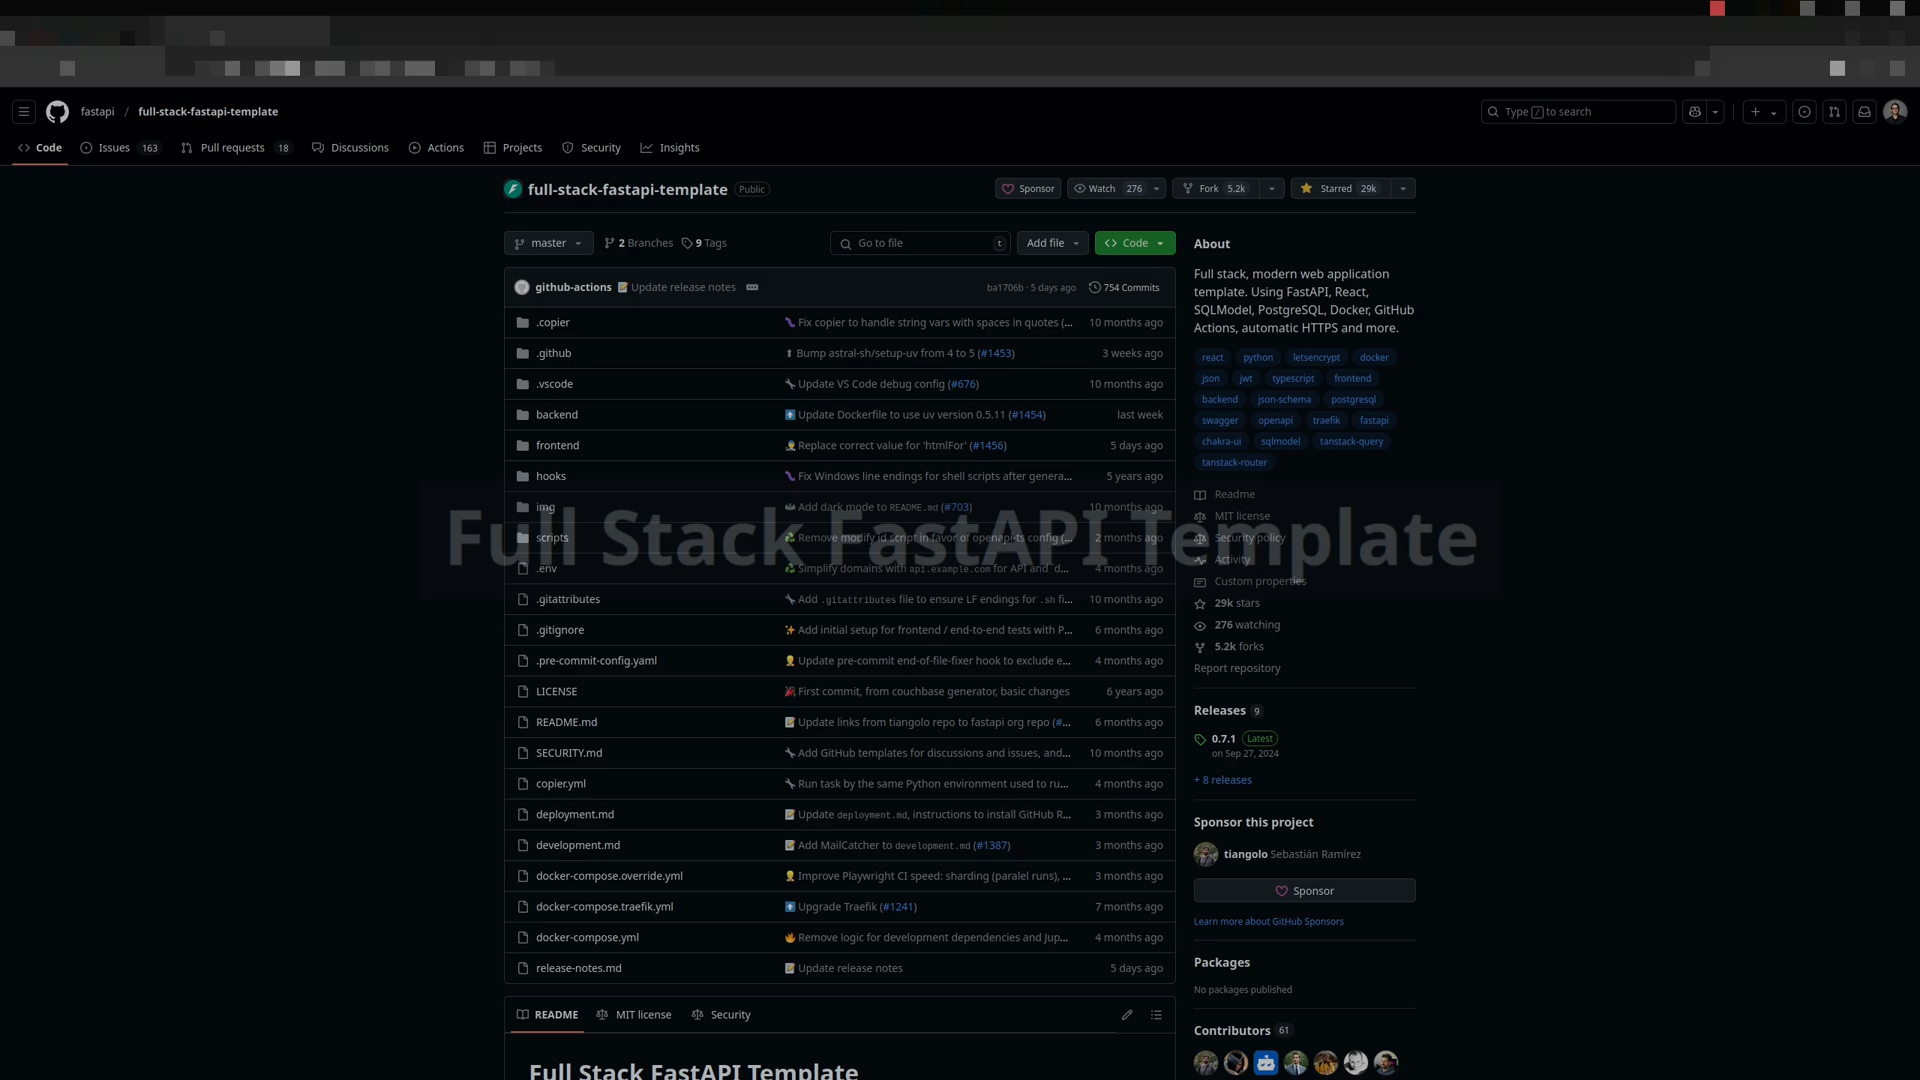 fastapi / full-stack-fastapi-template
Type / to search
Code
Issues 163
Pull requests 18
Discussions
Actions
Projects
Security
Insights
full-stack-fastapi-template Public
Sponsor
Watch 276
Fork 5.2k
Starred 29k
master
2 Branches
9 Tags
Go to file t
Add file
Code
github-actions Update release notes
ba1706b · 5 days ago
754 Commits
.copier Fix copier to handle string vars with spaces in quotes (... 10 months ago
.github Bump astral-sh/setup-uv from 4 to 5 (#1453) 3 weeks ago
.vscode Update VS Code debug config (#676) 10 months ago
backend Update Dockerfile to use uv version 0.5.11 (#1454) last week
frontend Replace correct value for 'htmlFor' (#1456) 5 days ago
hooks Fix Windows line endings for shell scripts after genera... 5 years ago
img Add dark mode to README.md (#703) 10 months ago
scripts Remove modify id script in favor of openapi-ts config (... 2 months ago
.env Simplify domains with api.example.com for API and d... 4 months ago
.gitattributes Add .gitattributes file to ensure LF endings for .sh fi... 10 months ago
.gitignore Add initial setup for frontend / end-to-end tests with P... 6 months ago
.pre-commit-config.yaml Update pre-commit end-of-file-fixer hook to exclude e... 4 months ago
LICENSE First commit, from couchbase generator, basic changes 6 years ago
README.md Update links from tiangolo repo to fastapi org repo (#... 6 months ago
SECURITY.md Add GitHub templates for discussions and issues, and... 10 months ago
copier.yml Run task by the same Python environment used to ru... 4 months ago
deployment.md Update deployment.md, instructions to install GitHub R... 3 months ago
development.md Add MailCatcher to development.md (#1387) 3 months ago
docker-compose.override.yml Improve Playwright CI speed: sharding (paralel runs), ... 3 months ago
docker-compose.traefik.yml Upgrade Traefik (#1241) 7 months ago
docker-compose.yml Remove logic for development dependencies and Jup... 4 months ago
release-notes.md Update release notes 5 days ago
Full Stack FastAPI Template
README
MIT license
Security
Full Stack FastAPI Template
About
Full stack, modern web application
template. Using FastAPI, React,
SQLModel, PostgreSQL, Docker, GitHub
Actions, automatic HTTPS and more.
react python letsencrypt docker
json jwt typescript frontend
backend json-schema postgresql
swagger openapi traefik fastapi
chakra-ui sqlmodel tanstack-query
tanstack-router
Readme
MIT license
Security policy
Activity
Custom properties
29k stars
276 watching
5.2k forks
Report repository
Releases 9
0.7.1 Latest
on Sep 27, 2024
+ 8 releases
Sponsor this project
tiangolo Sebastián Ramírez
Sponsor
Learn more about GitHub Sponsors
Packages
No packages published
Contributors 61